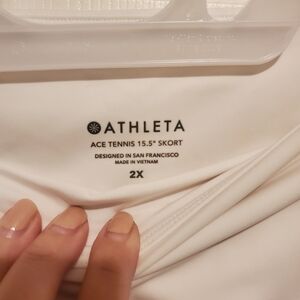 ATHLETA
ACE TENNIS 15.5" SKORT
DESIGNED IN SAN FRANCISCO
MADE IN VIETNAM
2X